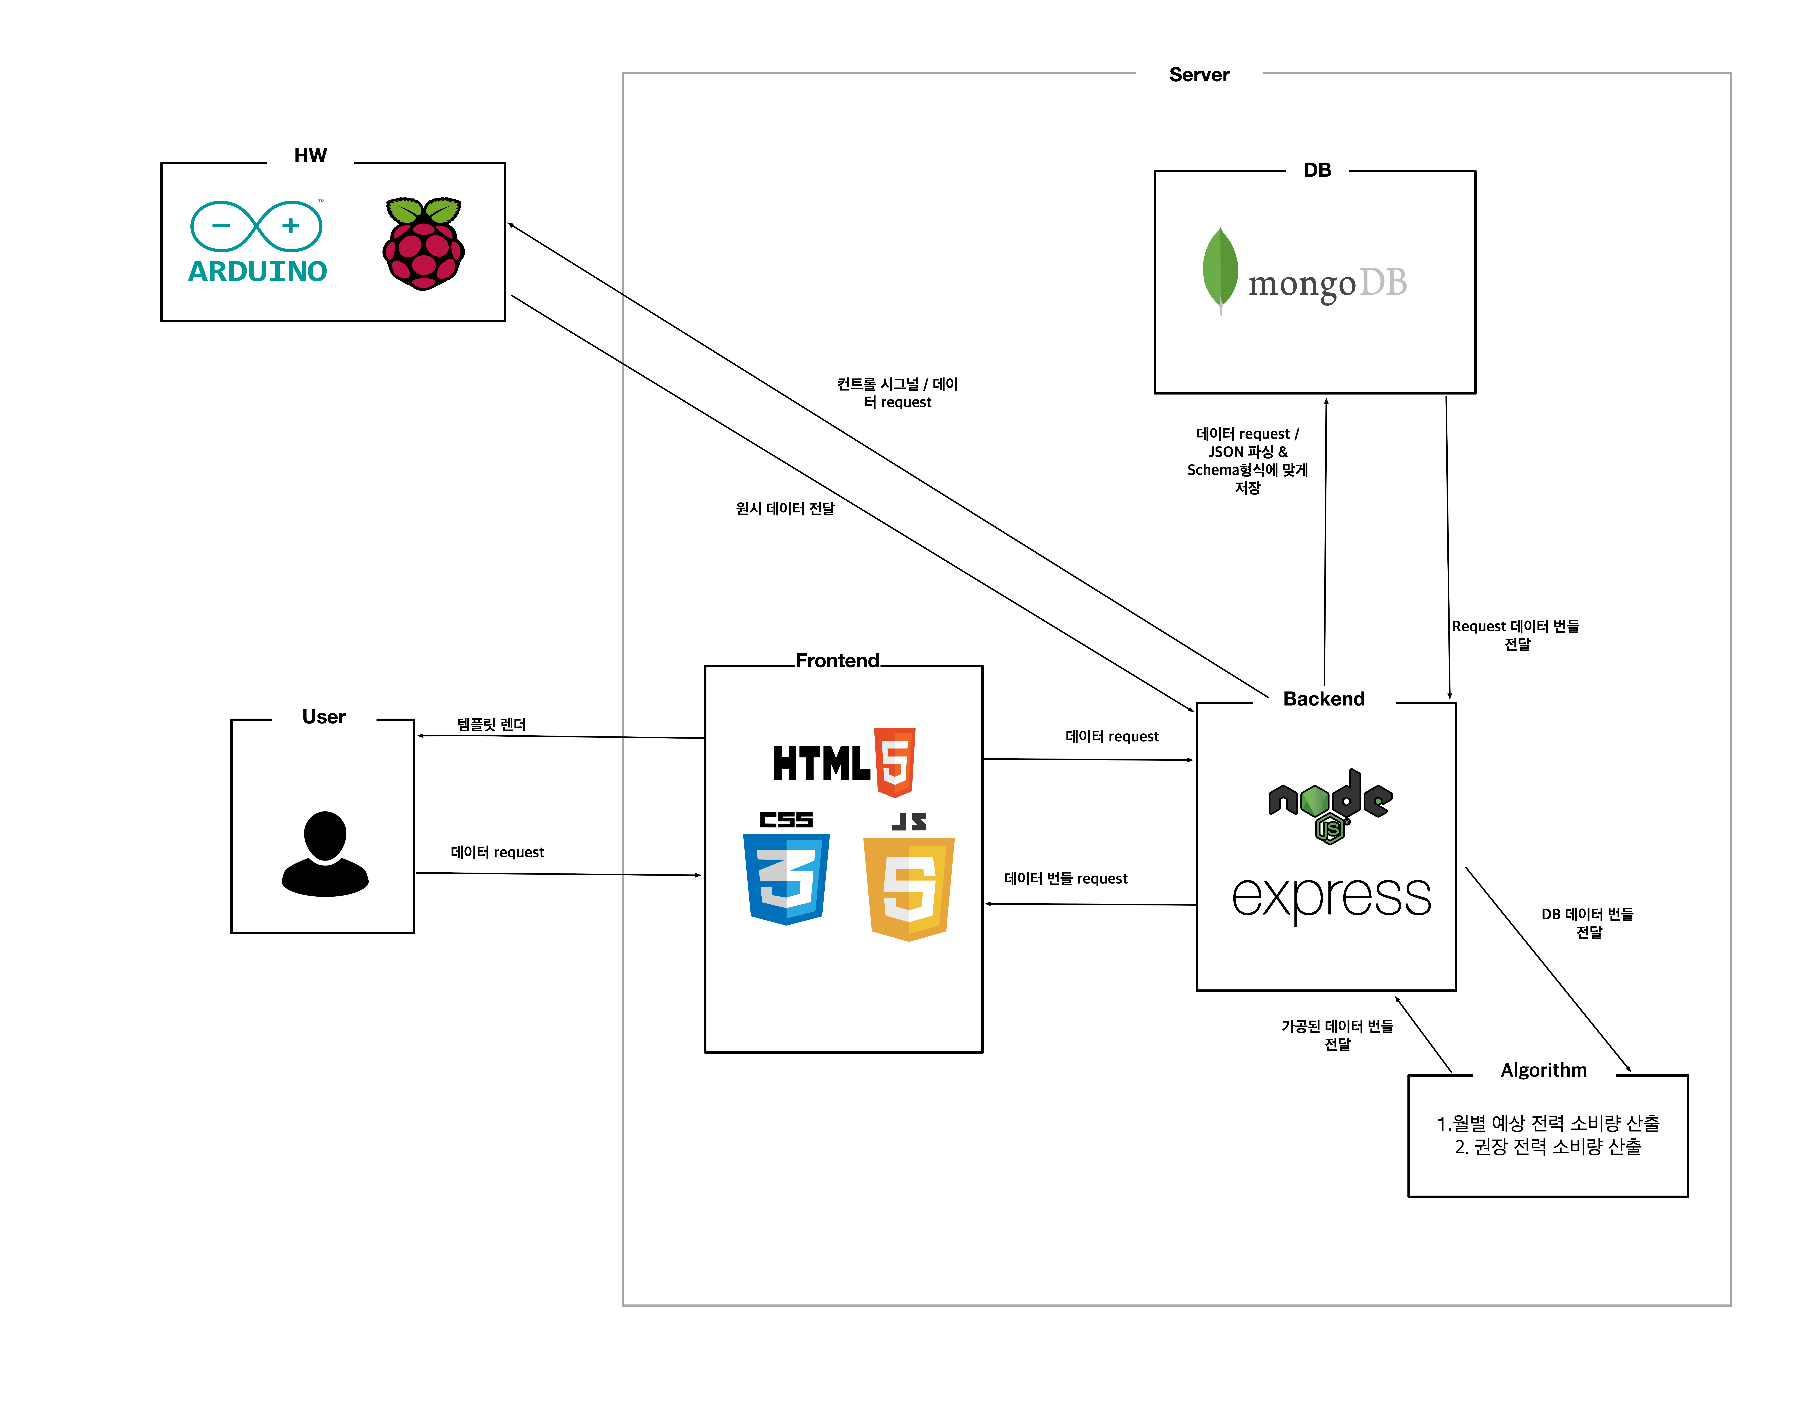 Server
HW
™
ARDUINO
DB
mongoDB
컨트롤 시그널 / 데이
터 request
데이터 request /
JSON 파싱 &
Schema형식에 맞게
저장
원시 데이터 전달
Request 데이터 번들
전달
Frontend
Backend
User
템플릿 렌더
데이터 request
HTML 5
CSS
3
JS
5
node
JS
express
데이터 request
데이터 번들 request
DB 데이터 번들
전달
가공된 데이터 번들
전달
Algorithm
1.월별 예상 전력 소비량 산출
2. 권장 전력 소비량 산출